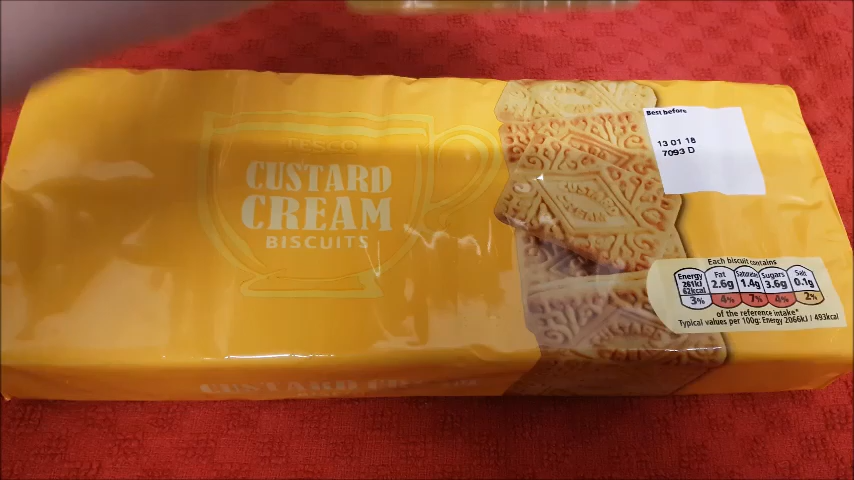 TESCO
CUSTARD
CREAM
BISCUITS
Best before
13 01 18
7093 D
Each biscuit contains
Energy
261kJ
62kcal
3%
Fat
2.6g
4%
Saturates
1.4g
7%
Sugars
3.6g
4%
Salt
0.1g
2%
of the reference intake*
Typical values per 100g: Energy 2066kJ / 493kcal
CUSTARD CREAM